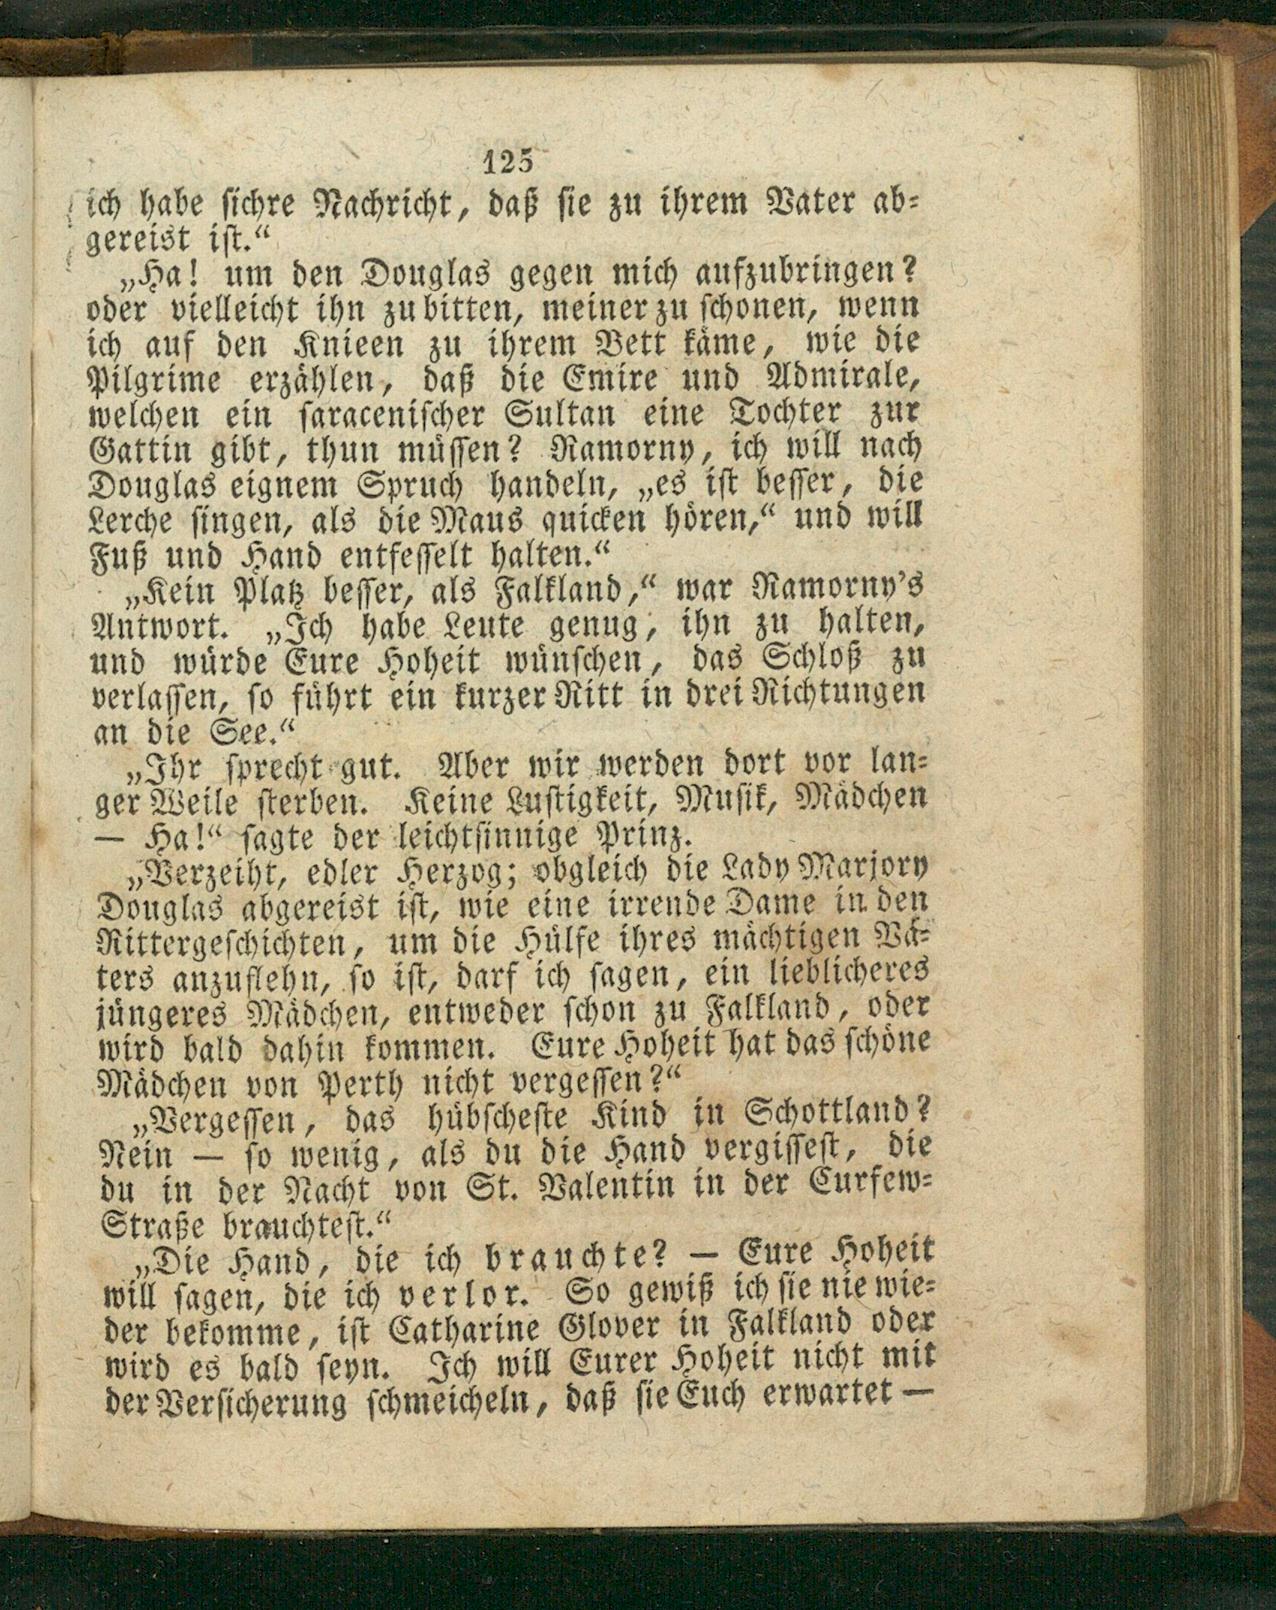 125
ich habe sichre Nachricht, daß sie zu ihrem Vater ab-
gereist ist.“
„Ha! um den Douglas gegen mich aufzubringen?
oder vielleicht ihn zu bitten, meiner zu schonen, wenn
ich auf den Knieen zu ihrem Bett käme, wie die
Pilgrime erzählen, daß die Emire und Admirale,
welchen ein saracenischer Sultan eine Tochter zur
Gattin gibt, thun müssen? Ramorny, ich will nach
Douglas eignem Spruch handeln, „es ist besser, die
Lerche singen, als die Maus quicken hören,“ und will
Fuß und Hand entfesselt halten.“
„Kein Platz besser, als Falkland,“ war Ramorny's
Antwort. „Ich habe Leute genug, ihn zu halten,
und würde Eure Hoheit wünschen, das Schloß zu
verlassen, so führt ein kurzer Ritt in drei Richtungen
an die See.“
„Ihr sprecht gut. Aber wir werden dort vor lan-
ger Weile sterben. Keine Lustigkeit, Musik, Mädchen
— Ha!“ sagte der leichtsinnige Prinz.
„Verzeiht, edler Herzog; obgleich die Lady Marjory
Douglas abgereist ist, wie eine irrende Dame in den
Rittergeschichten, um die Hülfe ihres mächtigen Va-
ters anzuflehn, so ist, darf ich sagen, ein lieblicheres
jüngeres Mädchen, entweder schon zu Falkland, oder
wird bald dahin kommen. Eure Hoheit hat das schöne
Mädchen von Perth nicht vergessen?“
„Vergessen, das hübscheste Kind in Schottland?
Nein — so wenig, als du die Hand vergissest, die
du in der Nacht von St. Valentin in der Curfew-
Straße brauchtest.“
„Die Hand, die ich brauchte? — Eure Hoheit
will sagen, die ich verlor. So gewiß ich sie nie wie-
der bekomme, ist Catharine Glover in Falkland oder
wird es bald seyn. Ich will Eurer Hoheit nicht mit
der Versicherung schmeicheln, daß sie Euch erwartet —